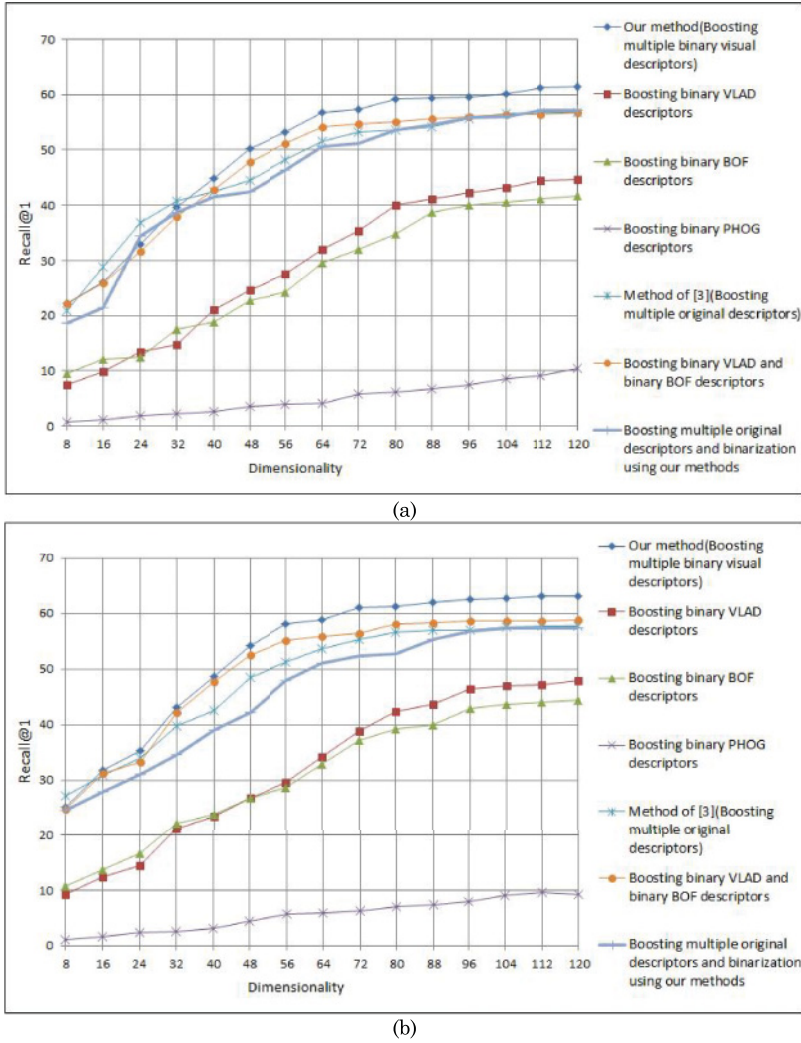 70
60
50
40
30
20
10
0
Recall@1
8 16 24 32 40 48 56 64 72 80 88 96 104 112 120
Dimensionality
Our method(Boosting
multiple binary visual
descriptors)
Boosting binary VLAD
descriptors
Boosting binary BOF
descriptors
Boosting binary PHOG
descriptors
Method of [3](Boosting
multiple original descriptors)
Boosting binary VLAD and
binary BOF descriptors
Boosting multiple original
descriptors and binarization
using our methods
(a)
70
60
50
40
30
20
10
0
Recall@1
8 16 24 32 40 48 56 64 72 80 88 96 104 112 120
Dimensionality
Our method(Boosting
multiple binary visual
descriptors)
Boosting binary VLAD
descriptors
Boosting binary BOF
descriptors
Boosting binary PHOG
descriptors
Method of [3](Boosting
multiple original
descriptors)
Boosting binary VLAD and
binary BOF descriptors
Boosting multiple original
descriptors and binarization
using our methods
(b)